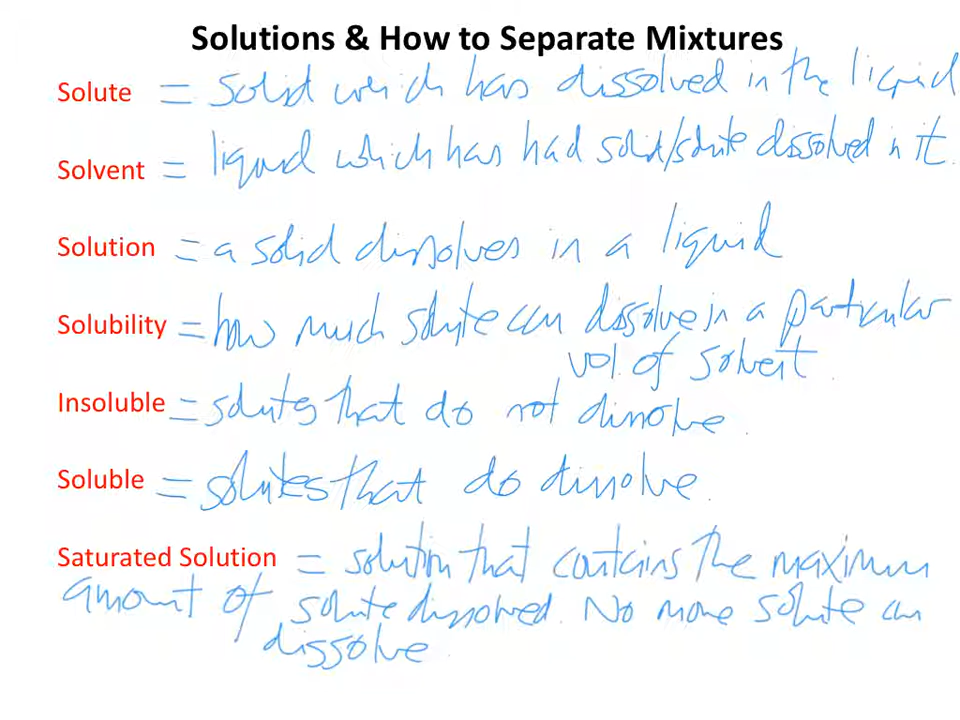 Solutions & How to Separate Mixtures
Solute = solid which has dissolved in the liquid
Solvent = liquid which has had solid/solute dissolved in it.
Solution = a solid dissolves in a liquid
Solubility = how much solute can dissolve in a particular
vol. of solvent.
Insoluble = solutes that do not dissolve.
Soluble = solutes that do dissolve.
Saturated Solution = solution that contains the maximum
amount of solute dissolved. No more solute can
dissolve.